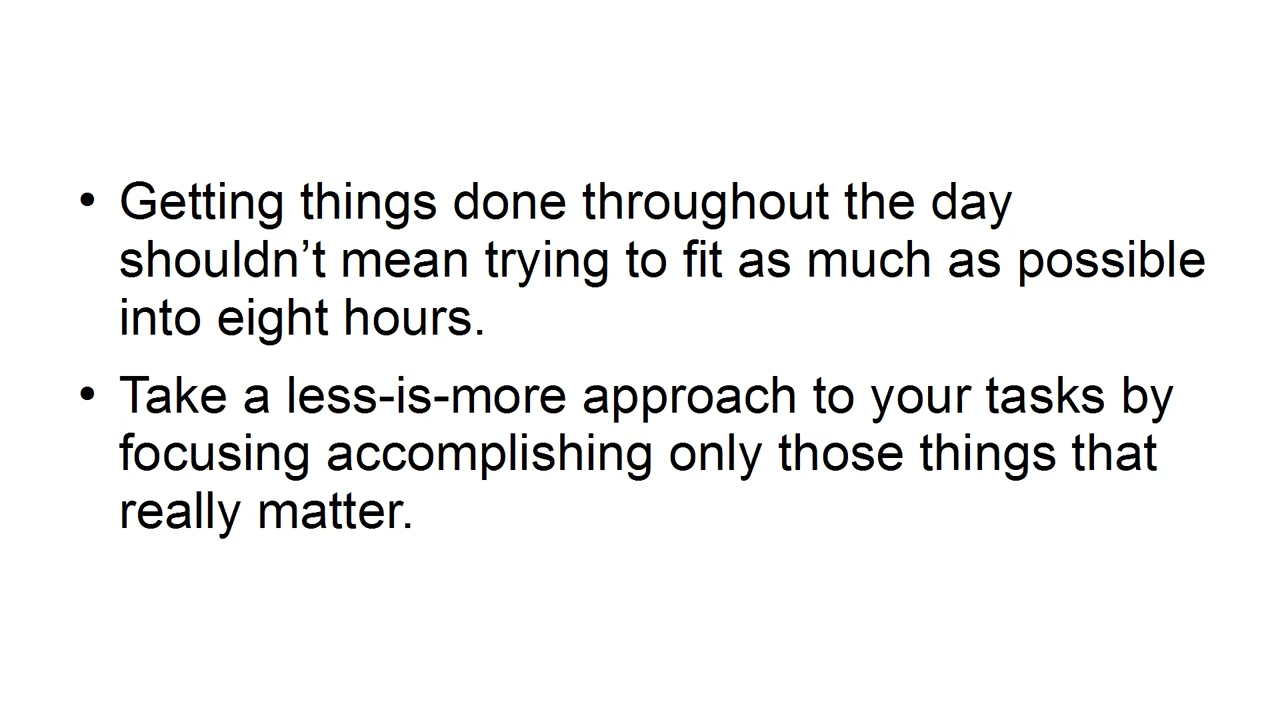 • Getting things done throughout the day
shouldn’t mean trying to fit as much as possible
into eight hours.
• Take a less-is-more approach to your tasks by
focusing accomplishing only those things that
really matter.